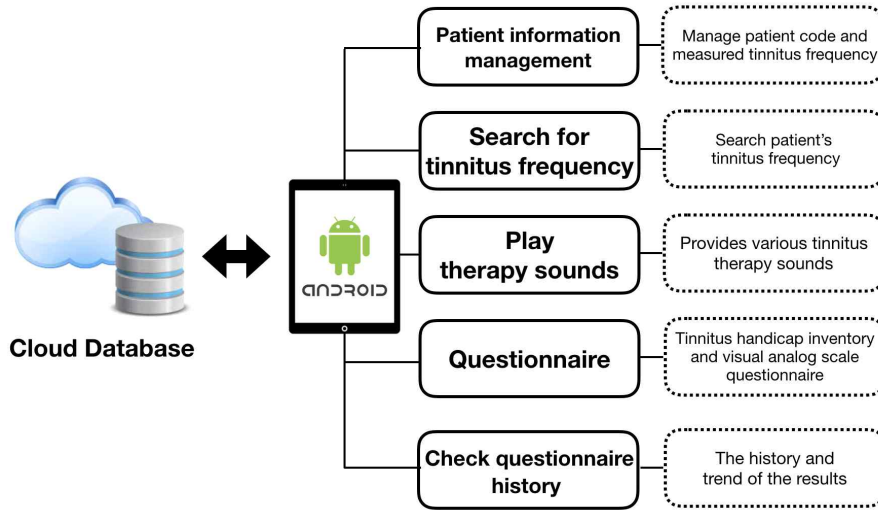 Patient information
management
Manage patient code and
measured tinnitus frequency
Search for
tinnitus frequency
Search patient's
tinnitus frequency
Play
therapy sounds
Provides various tinnitus
therapy sounds
ANDROID
Cloud Database
Questionnaire
Tinnitus handicap inventory
and visual analog scale
questionnaire
Check questionnaire
history
The history and
trend of the results